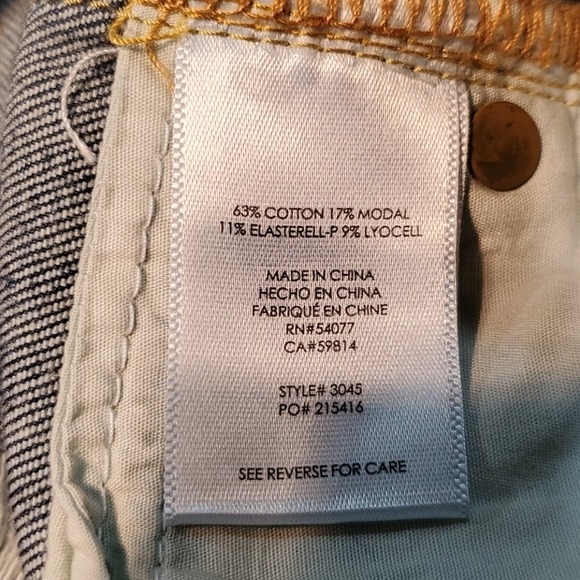 63% COTTON 17% MODAL
11% ELASTERELL-P 9% LYOCELL
MADE IN CHINA
HECHO EN CHINA
FABRIQUÉ EN CHINE
RN#54077
CA#59814
STYLE# 3045
PO# 215416
SEE REVERSE FOR CARE